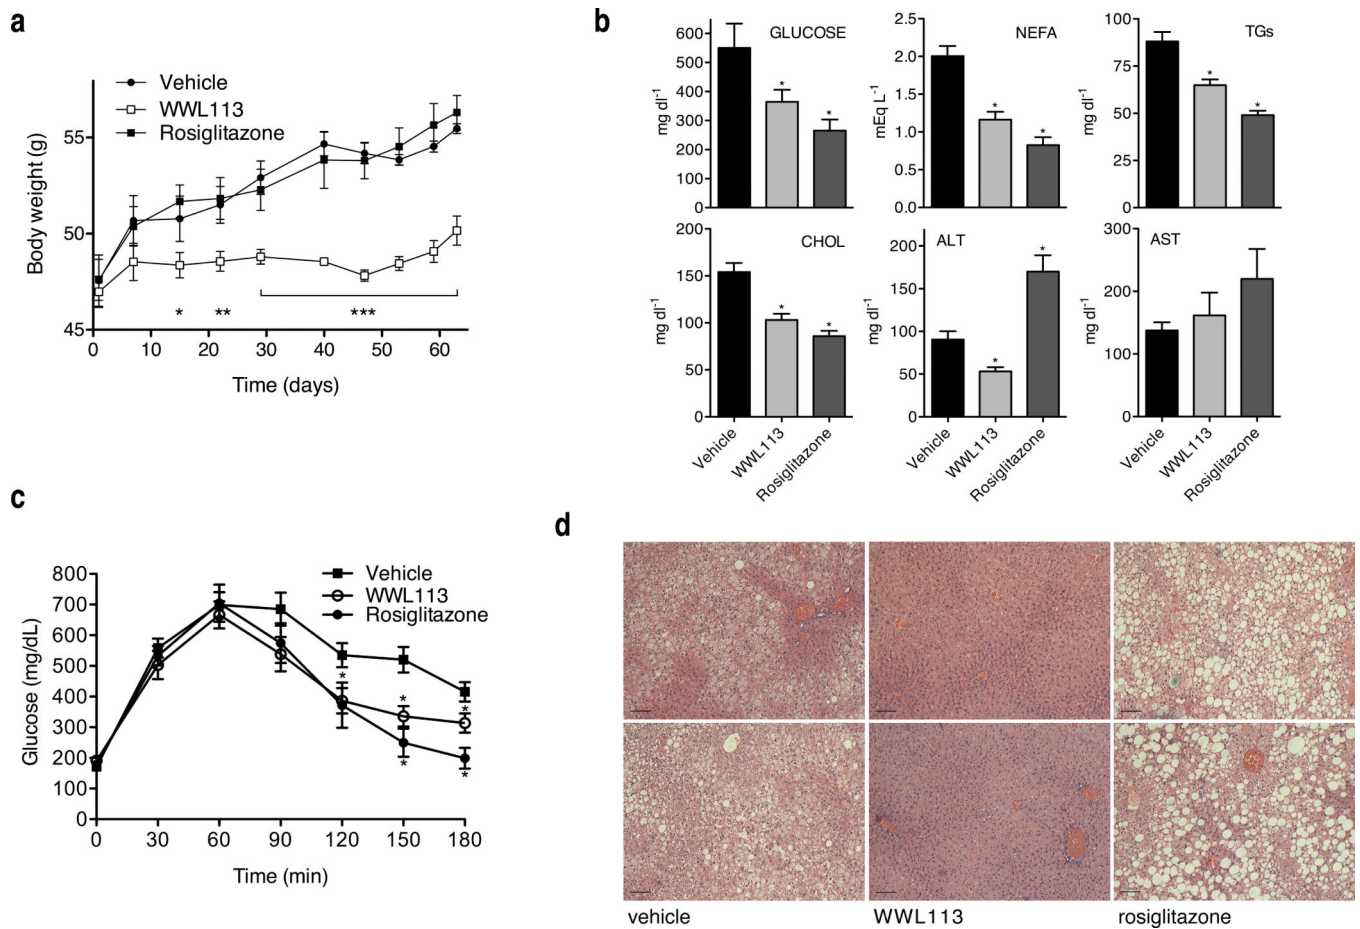 a
Vehicle
WWL113
Rosiglitazone
Body weight (g)
55
50
45
0 10 20 30 40 50 60
* ** ***
Time (days)
b
GLUCOSE
mg dl-1
600
500
400
300
200
100
0
* *
NEFA
mEq L-1
2.5
2.0
1.5
1.0
0.5
0.0
* *
TGs
mg dl-1
100
75
50
25
0
* *
CHOL
mg dl-1
200
150
100
50
0
* *
Vehicle
WWL113
Rosiglitazone
ALT
mg dl-1
200
150
100
50
0
* *
Vehicle
WWL113
Rosiglitazone
AST
mg dl-1
300
200
100
0
Vehicle
WWL113
Rosiglitazone
c
Vehicle
WWL113
Rosiglitazone
Glucose (mg/dL)
800
700
600
500
400
300
200
100
0
* * *
* *
0 30 60 90 120 150 180
Time (min)
d
vehicle WWL113 rosiglitazone